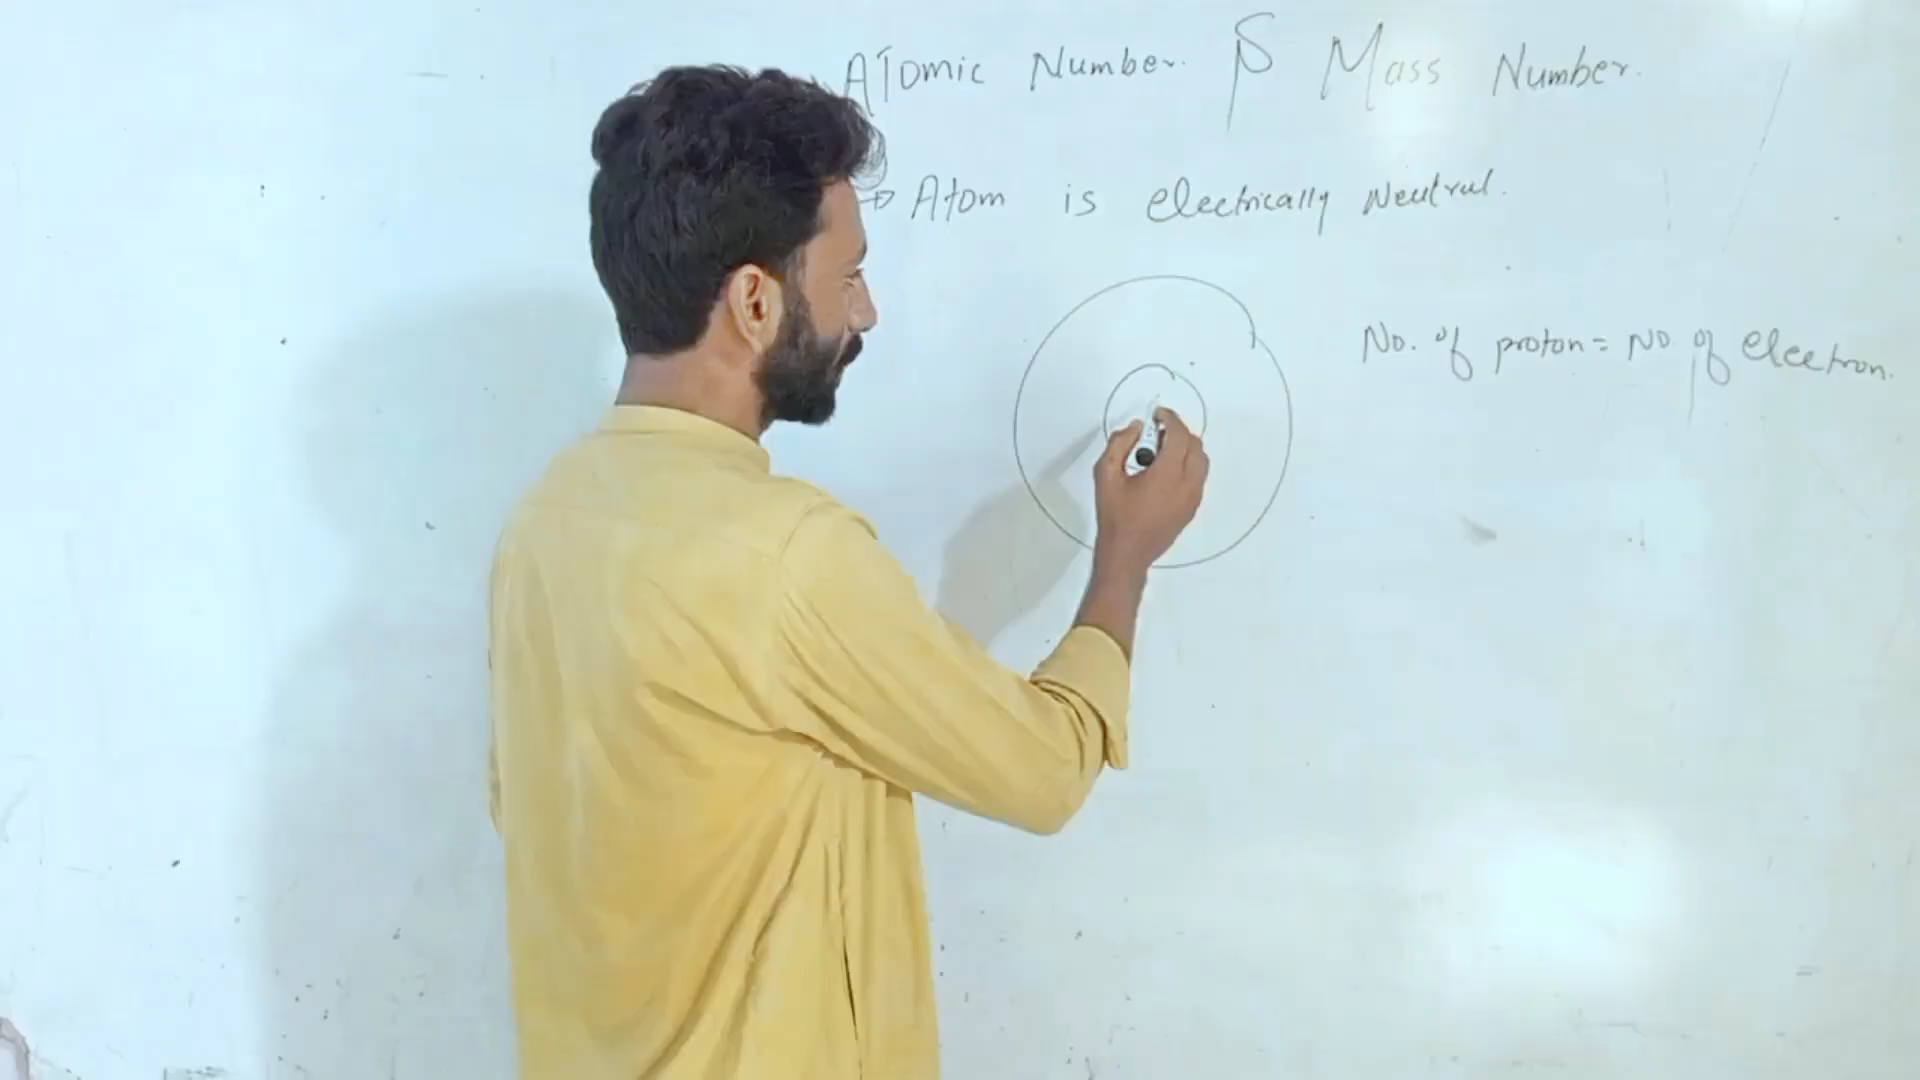 Atomic Number. & Mass Number.
→ Atom is electrically Neutral.
No. of proton = No of electron.